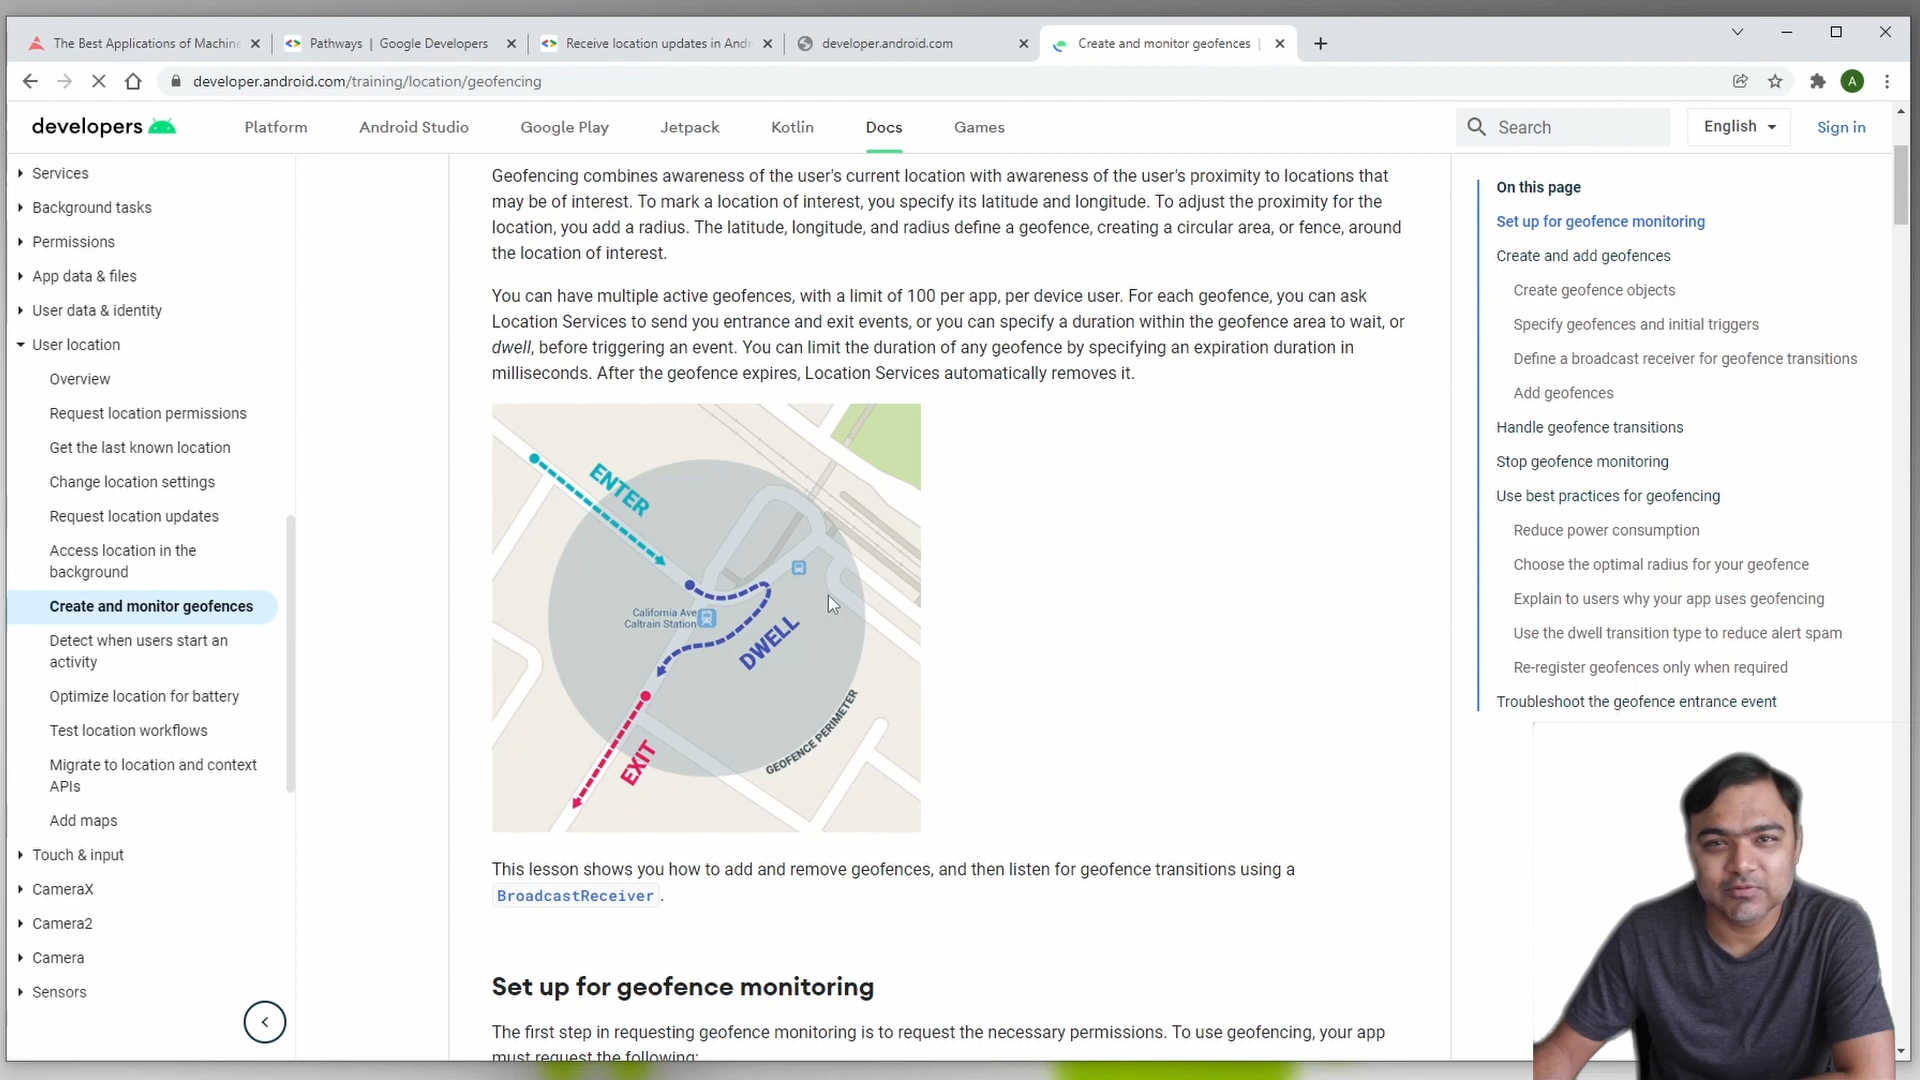 The Best Applications of Machine
Pathways | Google Developers
Receive location updates in Andr
developer.android.com
Create and monitor geofences |
developer.android.com/training/location/geofencing
A
developers
Platform
Android Studio
Google Play
Jetpack
Kotlin
Docs
Games
Search
English
Sign in
Services
Background tasks
Permissions
App data & files
User data & identity
User location
Overview
Request location permissions
Get the last known location
Change location settings
Request location updates
Access location in the
background
Create and monitor geofences
Detect when users start an
activity
Optimize location for battery
Test location workflows
Migrate to location and context
APIs
Add maps
Touch & input
CameraX
Camera2
Camera
Sensors
Geofencing combines awareness of the user's current location with awareness of the user's proximity to locations that
may be of interest. To mark a location of interest, you specify its latitude and longitude. To adjust the proximity for the
location, you add a radius. The latitude, longitude, and radius define a geofence, creating a circular area, or fence, around
the location of interest.
You can have multiple active geofences, with a limit of 100 per app, per device user. For each geofence, you can ask
Location Services to send you entrance and exit events, or you can specify a duration within the geofence area to wait, or
dwell, before triggering an event. You can limit the duration of any geofence by specifying an expiration duration in
milliseconds. After the geofence expires, Location Services automatically removes it.
ENTER
California Ave
Caltrain Station
DWELL
EXIT
GEOFENCE PERIMETER
This lesson shows you how to add and remove geofences, and then listen for geofence transitions using a
BroadcastReceiver.
Set up for geofence monitoring
The first step in requesting geofence monitoring is to request the necessary permissions. To use geofencing, your app
must request the following:
On this page
Set up for geofence monitoring
Create and add geofences
Create geofence objects
Specify geofences and initial triggers
Define a broadcast receiver for geofence transitions
Add geofences
Handle geofence transitions
Stop geofence monitoring
Use best practices for geofencing
Reduce power consumption
Choose the optimal radius for your geofence
Explain to users why your app uses geofencing
Use the dwell transition type to reduce alert spam
Re-register geofences only when required
Troubleshoot the geofence entrance event